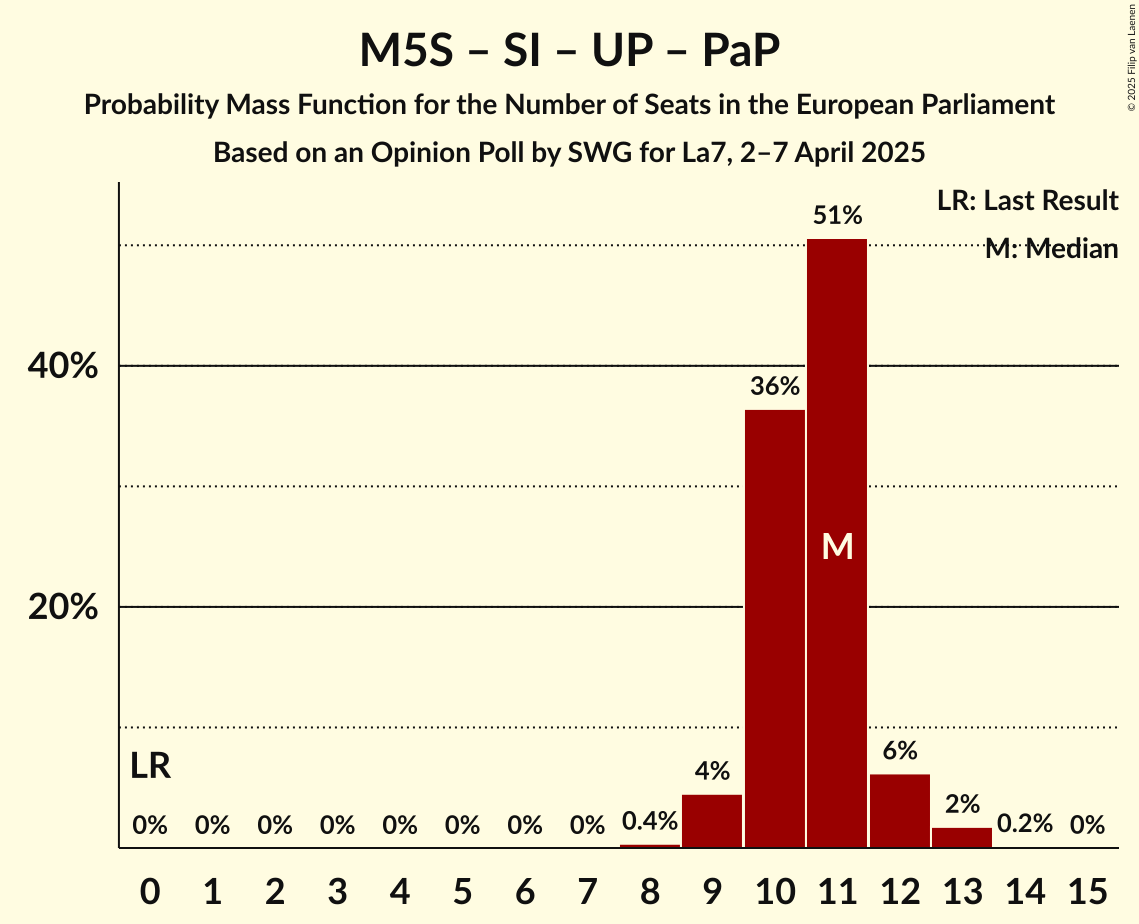 M5S – SI – UP – PaP
Probability Mass Function for the Number of Seats in the European Parliament
Based on an Opinion Poll by SWG for La7, 2–7 April 2025
© 2025 Filip van Laenen
LR: Last Result
M: Median
51%
40%
36%
M
20%
LR
6%
4%
2%
0% 0% 0% 0% 0% 0% 0% 0% 0.4% 0.2% 0%
0 1 2 3 4 5 6 7 8 9 10 11 12 13 14 15